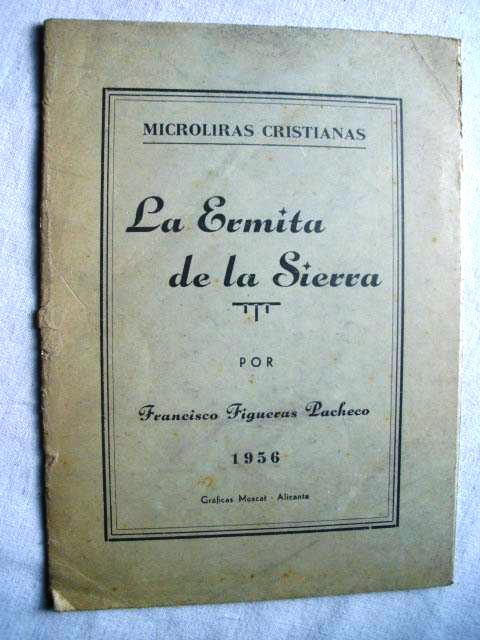 MICROLIRAS CRISTIANAS
La Ermita
de la Sierra
POR
Francisco Figueras Pacheco
1956
Gráficas Moscat - Alicante